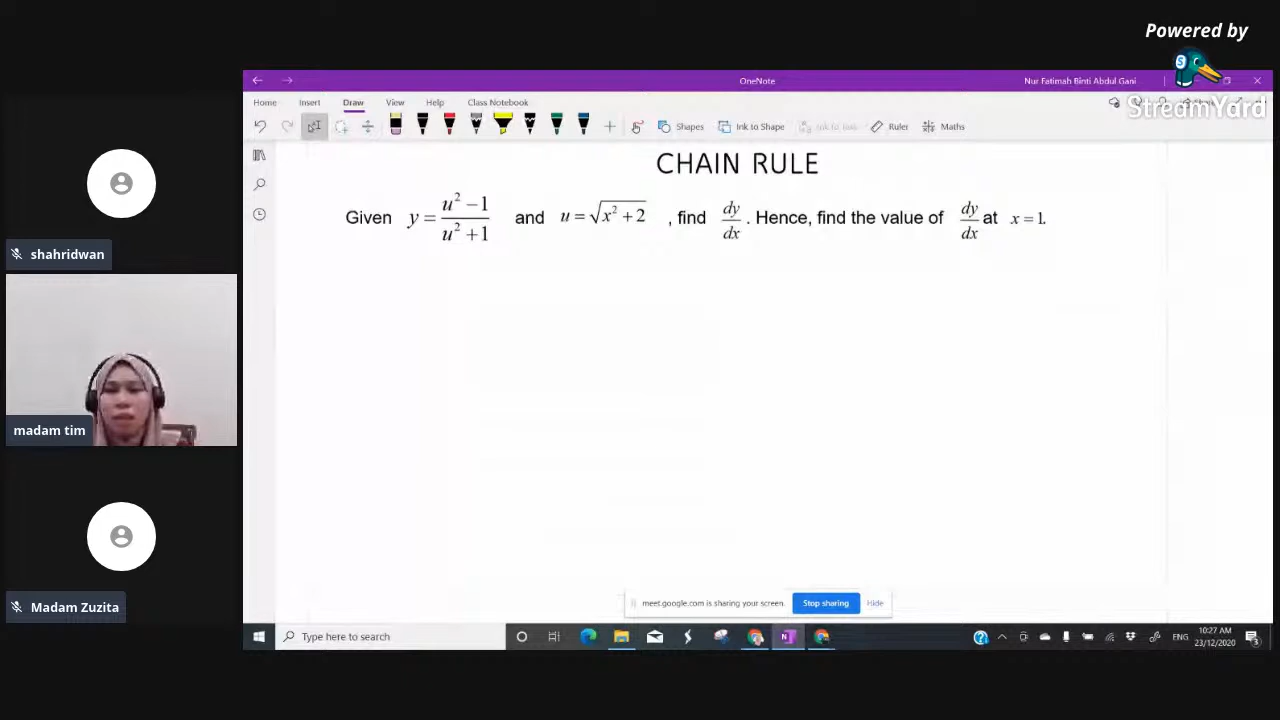 Powered by
StreamYard
OneNote
Nur Fatimah Binti Abdul Gani
Home Insert Draw View Help Class Notebook
Shapes Ink to Shape Ink to Text Ruler Maths
CHAIN RULE
Given y = (u² − 1)/(u² + 1) and u = √(x² + 2) , find dy/dx . Hence, find the value of dy/dx at x = 1.
shahridwan
madam tim
Madam Zuzita
meet.google.com is sharing your screen. Stop sharing Hide
Type here to search
ENG
10:27 AM
23/12/2020